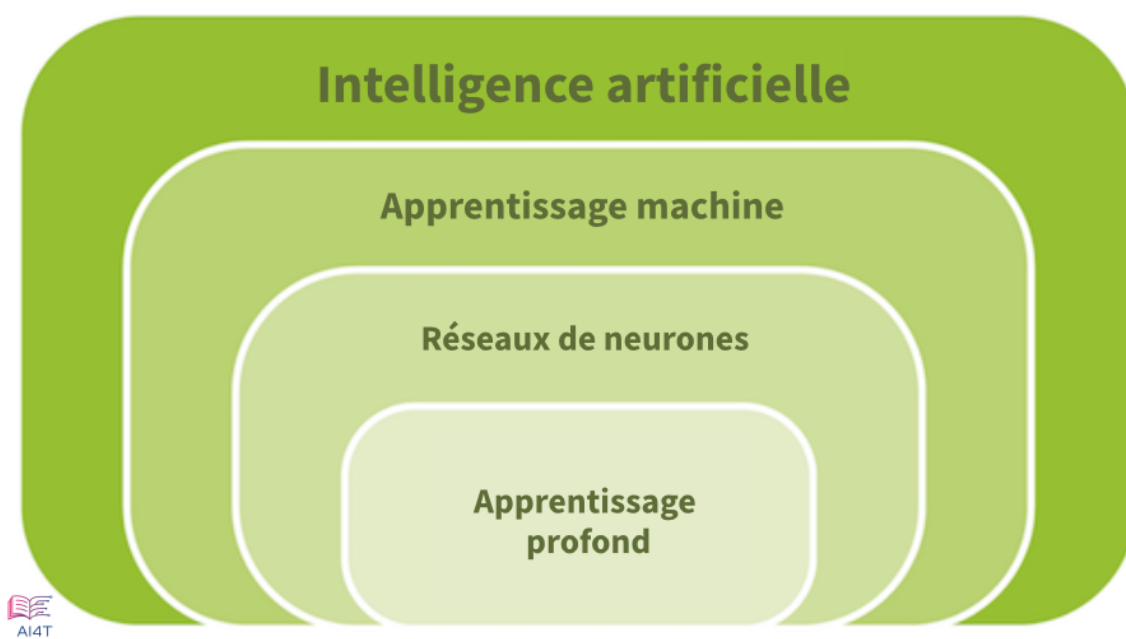 Intelligence artificielle
Apprentissage machine
Réseaux de neurones
Apprentissage
profond
AI4T